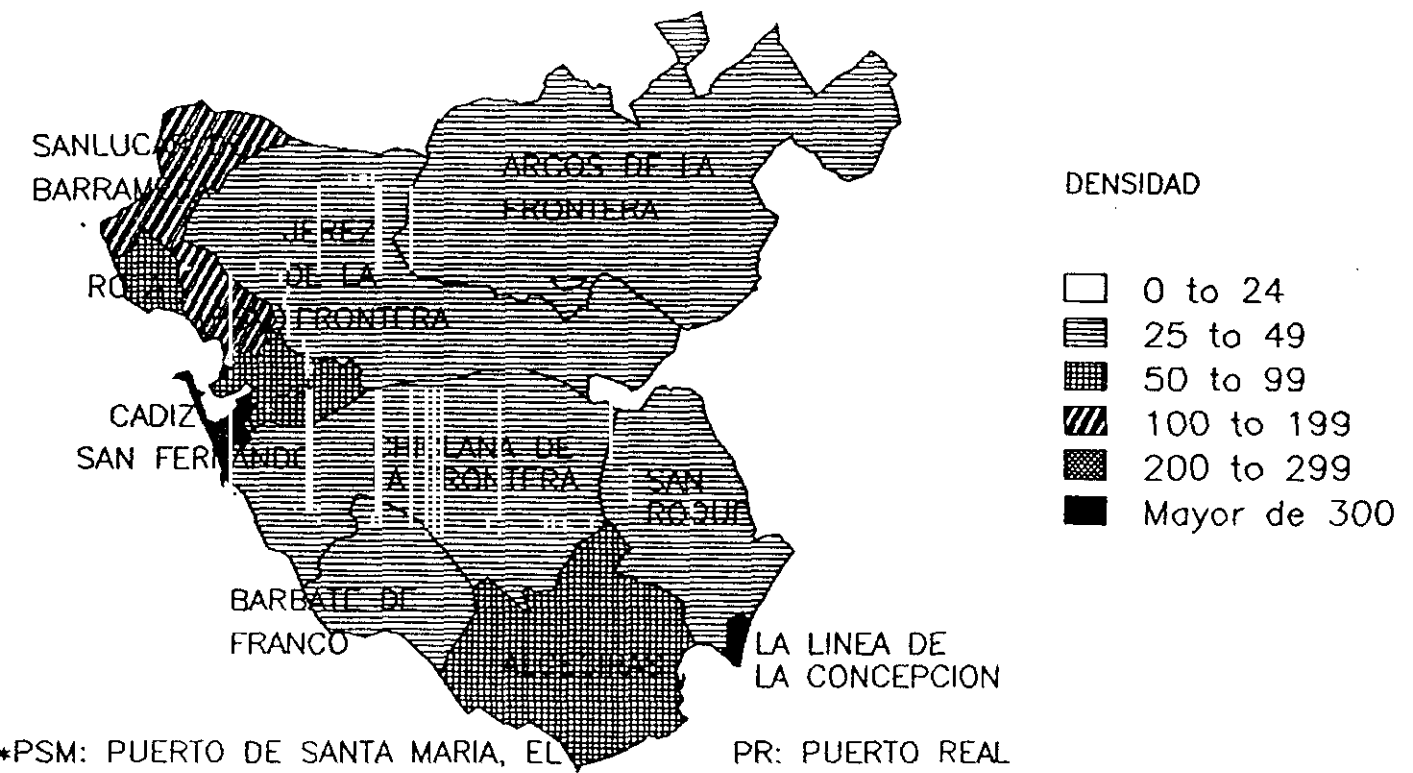 SANLUCAR DE
BARRAMEDA
ARCOS DE LA
FRONTERA
JEREZ
DE LA
FRONTERA
ROTA
CADIZ
SAN FERNANDO
CHICLANA DE
LA FRONTERA
SAN
ROQUE
BARBATE DE
FRANCO
ALGECIRAS
LA LINEA DE
LA CONCEPCION
*PSM: PUERTO DE SANTA MARIA, EL
PR: PUERTO REAL
DENSIDAD
0 to 24
25 to 49
50 to 99
100 to 199
200 to 299
Mayor de 300